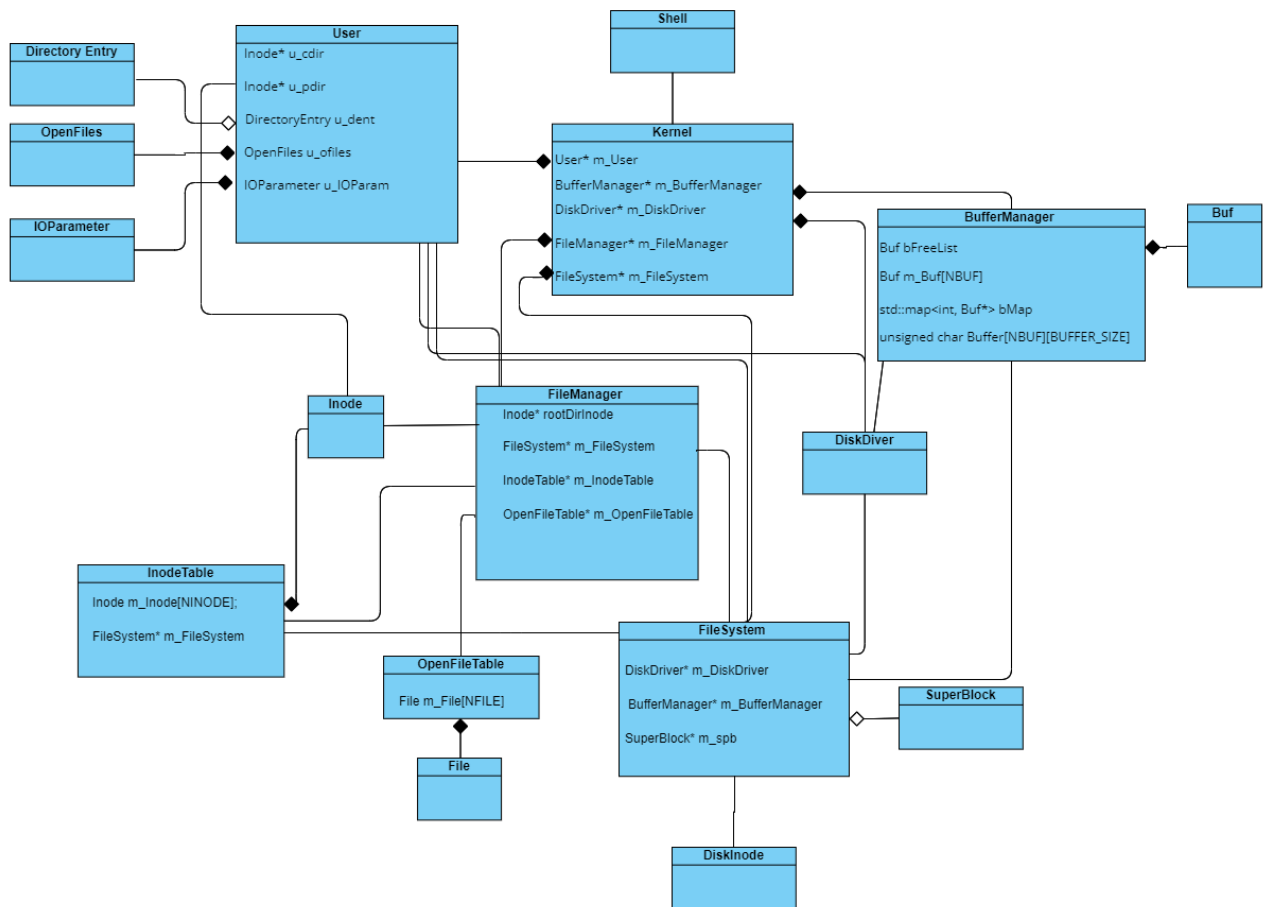 Shell
User
Inode* u_cdir
Inode* u_pdir
DirectoryEntry u_dent
OpenFiles u_ofiles
IOParameter u_IOParam
Directory Entry
OpenFiles
IOParameter
Kernel
User* m_User
BufferManager* m_BufferManager
DiskDriver* m_DiskDriver
FileManager* m_FileManager
FileSystem* m_FileSystem
BufferManager
Buf bFreeList
Buf m_Buf[NBUF]
std::map<int, Buf*> bMap
unsigned char Buffer[NBUF][BUFFER_SIZE]
Buf
Inode
FileManager
Inode* rootDirInode
FileSystem* m_FileSystem
InodeTable* m_InodeTable
OpenFileTable* m_OpenFileTable
DiskDiver
InodeTable
Inode m_Inode[NINODE];
FileSystem* m_FileSystem
OpenFileTable
File m_File[NFILE]
File
FileSystem
DiskDriver* m_DiskDriver
BufferManager* m_BufferManager
SuperBlock* m_spb
SuperBlock
DiskInode